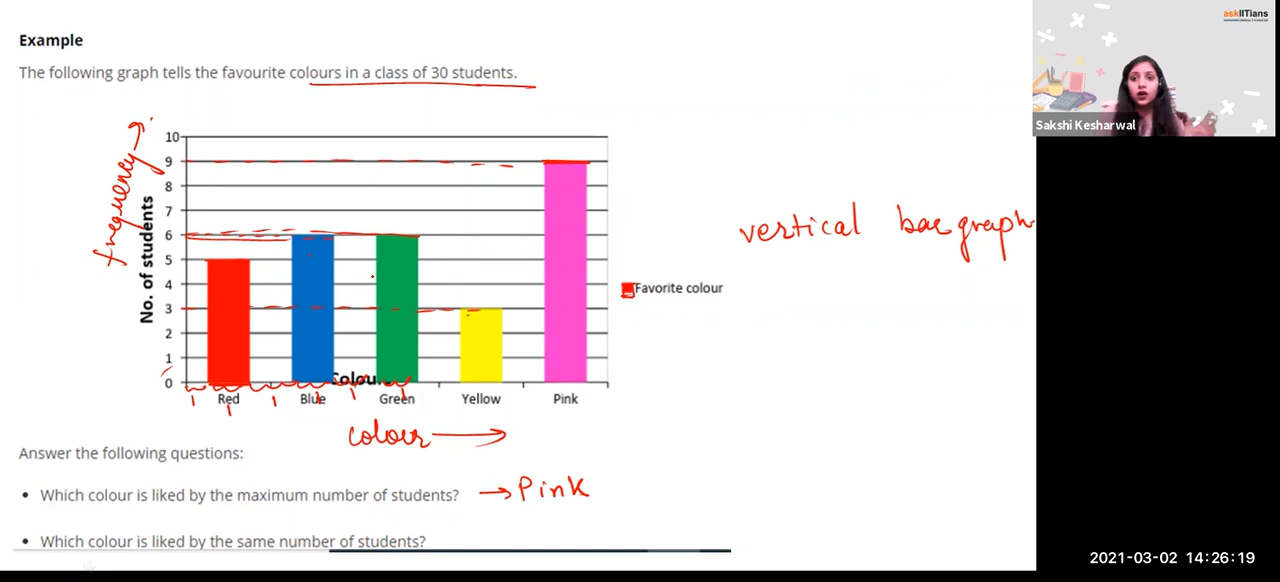 Example
The following graph tells the favourite colours in a class of 30 students.
askIITians
Sakshi Kesharwal
frequency
No. of students
10
9
8
7
6
5
4
3
2
1
0
Red
Blue
Green
Yellow
Pink
Colour
colour
Favorite colour
vertical bar graph
Answer the following questions:
• Which colour is liked by the maximum number of students? → Pink
• Which colour is liked by the same number of students?
2021-03-02 14:26:19